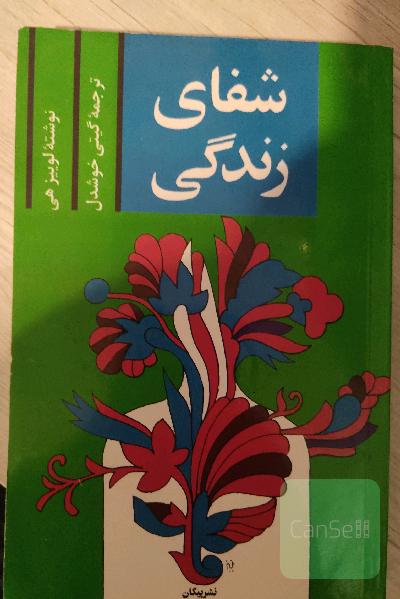 شفای
زندگی
ترجمهٔ گیتی خوشدل
نوشتهٔ لوییز هی
نشر پیکان
CanSell